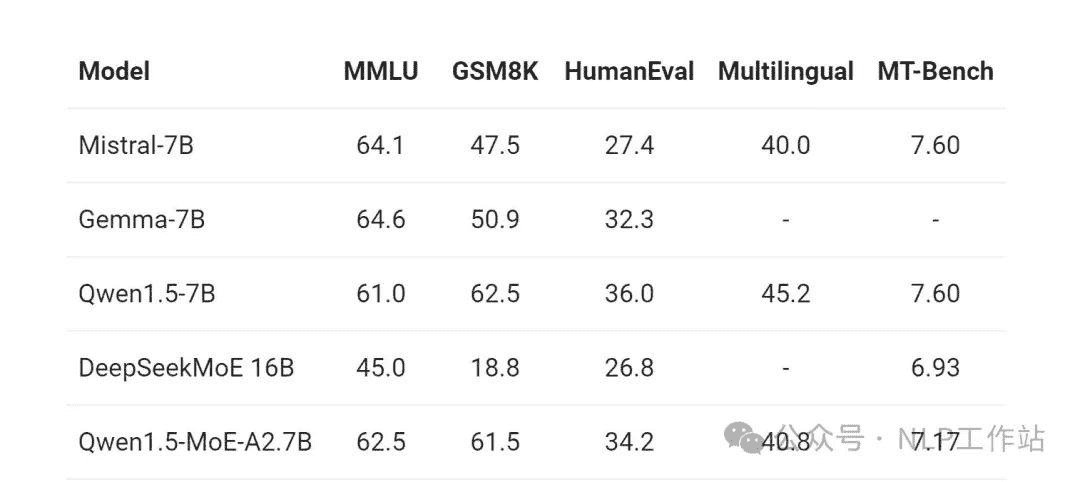 Model MMLU GSM8K HumanEval Multilingual MT-Bench
Mistral-7B 64.1 47.5 27.4 40.0 7.60
Gemma-7B 64.6 50.9 32.3 - -
Qwen1.5-7B 61.0 62.5 36.0 45.2 7.60
DeepSeekMoE 16B 45.0 18.8 26.8 - 6.93
Qwen1.5-MoE-A2.7B 62.5 61.5 34.2 40.8 7.17
公众号 · NLP工作站